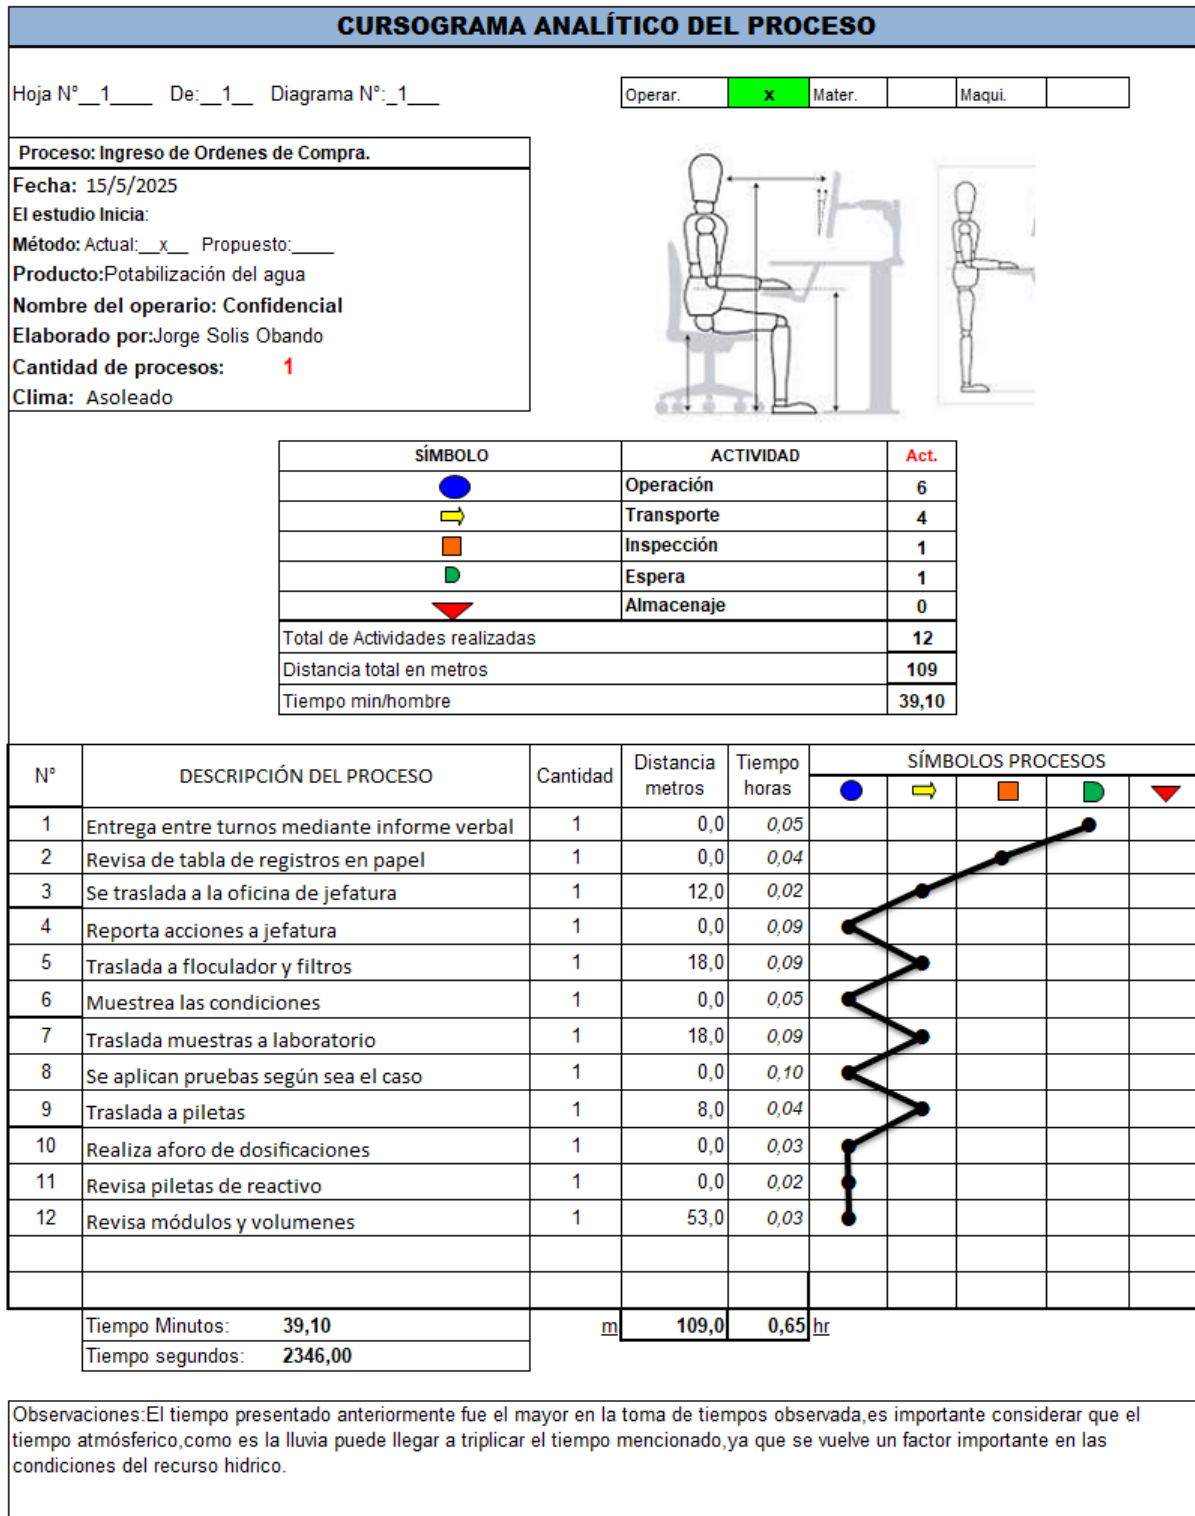 CURSOGRAMA ANALÍTICO DEL PROCESO
Hoja N°__1____ De:__1__ Diagrama N°:_1___
Operar. x Mater. Maqui.
Proceso: Ingreso de Ordenes de Compra.
Fecha: 15/5/2025
El estudio Inicia:
Método: Actual:__x__ Propuesto:____
Producto:Potabilización del agua
Nombre del operario: Confidencial
Elaborado por:Jorge Solis Obando
Cantidad de procesos: 1
Clima: Asoleado
SÍMBOLO ACTIVIDAD Act.
Operación 6
Transporte 4
Inspección 1
Espera 1
Almacenaje 0
Total de Actividades realizadas 12
Distancia total en metros 109
Tiempo min/hombre 39,10
N° DESCRIPCIÓN DEL PROCESO Cantidad Distancia metros Tiempo horas SÍMBOLOS PROCESOS
1 Entrega entre turnos mediante informe verbal 1 0,0 0,05
2 Revisa de tabla de registros en papel 1 0,0 0,04
3 Se traslada a la oficina de jefatura 1 12,0 0,02
4 Reporta acciones a jefatura 1 0,0 0,09
5 Traslada a floculador y filtros 1 18,0 0,09
6 Muestrea las condiciones 1 0,0 0,05
7 Traslada muestras a laboratorio 1 18,0 0,09
8 Se aplican pruebas según sea el caso 1 0,0 0,10
9 Traslada a piletas 1 8,0 0,04
10 Realiza aforo de dosificaciones 1 0,0 0,03
11 Revisa piletas de reactivo 1 0,0 0,02
12 Revisa módulos y volumenes 1 53,0 0,03
Tiempo Minutos: 39,10 m 109,0 0,65 hr
Tiempo segundos: 2346,00
Observaciones:El tiempo presentado anteriormente fue el mayor en la toma de tiempos observada,es importante considerar que el
tiempo atmósferico,como es la lluvia puede llegar a triplicar el tiempo mencionado,ya que se vuelve un factor importante en las
condiciones del recurso hidrico.